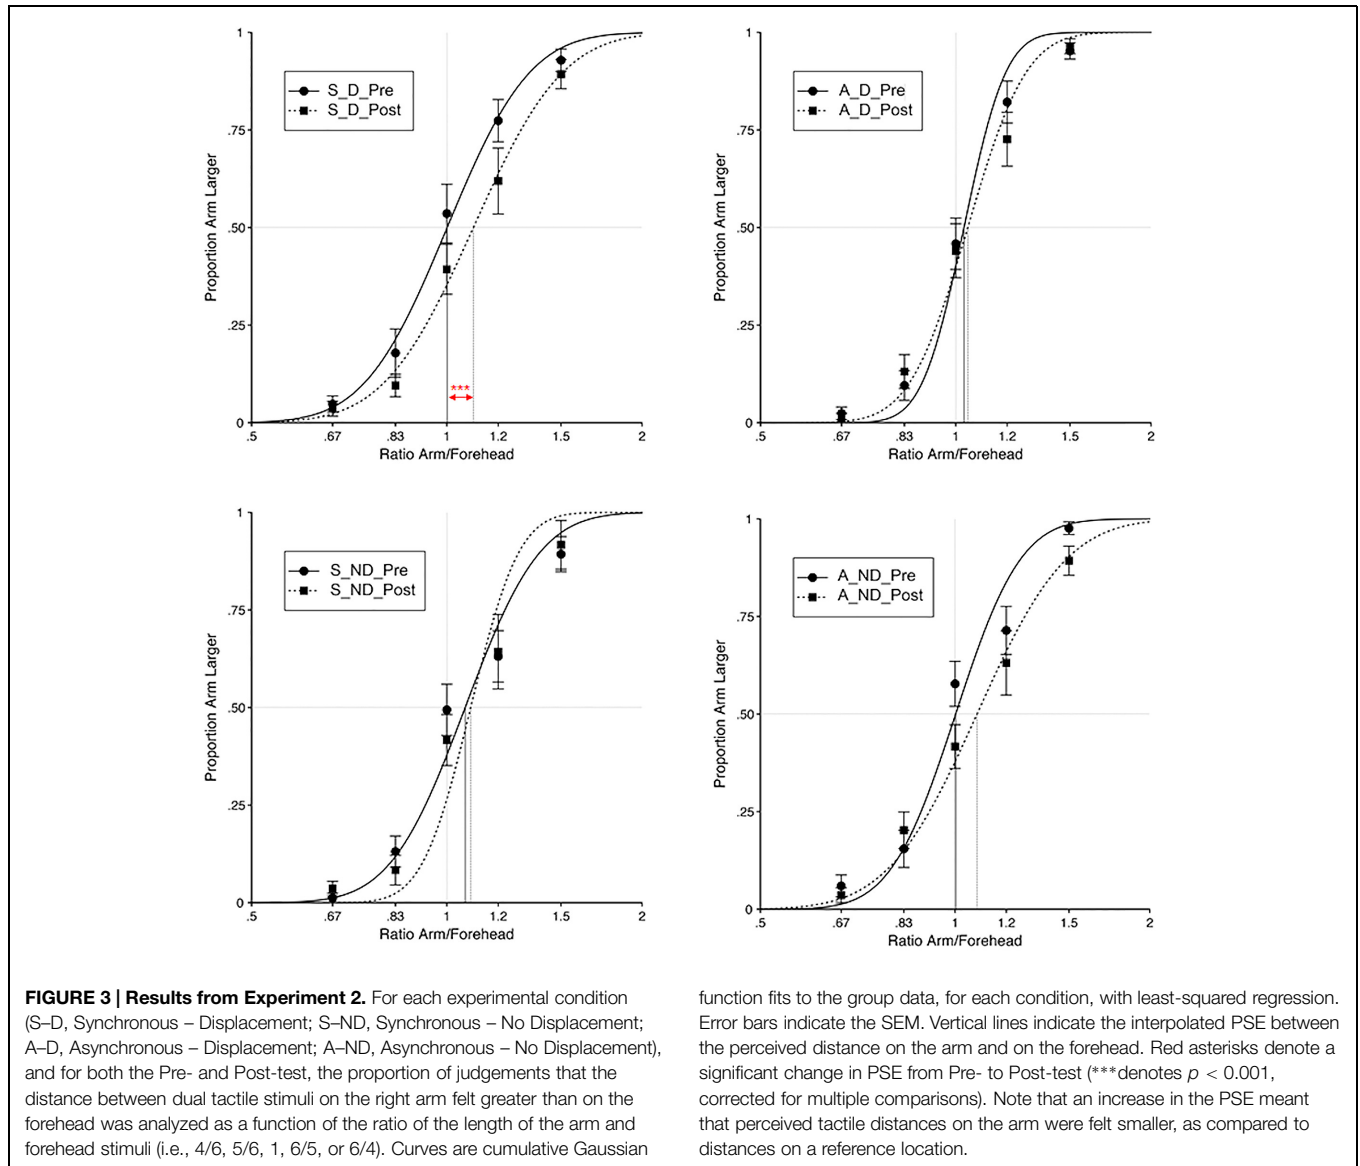 1
.75
.50
.25
0
Proportion Arm Larger
S_D_Pre
S_D_Post
***
.5 .67 .83 1 1.2 1.5 2
Ratio Arm/Forehead
1
.75
.50
.25
0
Proportion Arm Larger
A_D_Pre
A_D_Post
.5 .67 .83 1 1.2 1.5 2
Ratio Arm/Forehead
1
.75
.50
.25
0
Proportion Arm Larger
S_ND_Pre
S_ND_Post
.5 .67 .83 1 1.2 1.5 2
Ratio Arm/Forehead
1
.75
.50
.25
0
Proportion Arm Larger
A_ND_Pre
A_ND_Post
.5 .67 .83 1 1.2 1.5 2
Ratio Arm/Forehead
FIGURE 3 | Results from Experiment 2. For each experimental condition
(S–D, Synchronous – Displacement; S–ND, Synchronous – No Displacement;
A–D, Asynchronous – Displacement; A–ND, Asynchronous – No Displacement),
and for both the Pre- and Post-test, the proportion of judgements that the
distance between dual tactile stimuli on the right arm felt greater than on the
forehead was analyzed as a function of the ratio of the length of the arm and
forehead stimuli (i.e., 4/6, 5/6, 1, 6/5, or 6/4). Curves are cumulative Gaussian
function fits to the group data, for each condition, with least-squared regression.
Error bars indicate the SEM. Vertical lines indicate the interpolated PSE between
the perceived distance on the arm and on the forehead. Red asterisks denote a
significant change in PSE from Pre- to Post-test (***denotes p < 0.001,
corrected for multiple comparisons). Note that an increase in the PSE meant
that perceived tactile distances on the arm were felt smaller, as compared to
distances on a reference location.